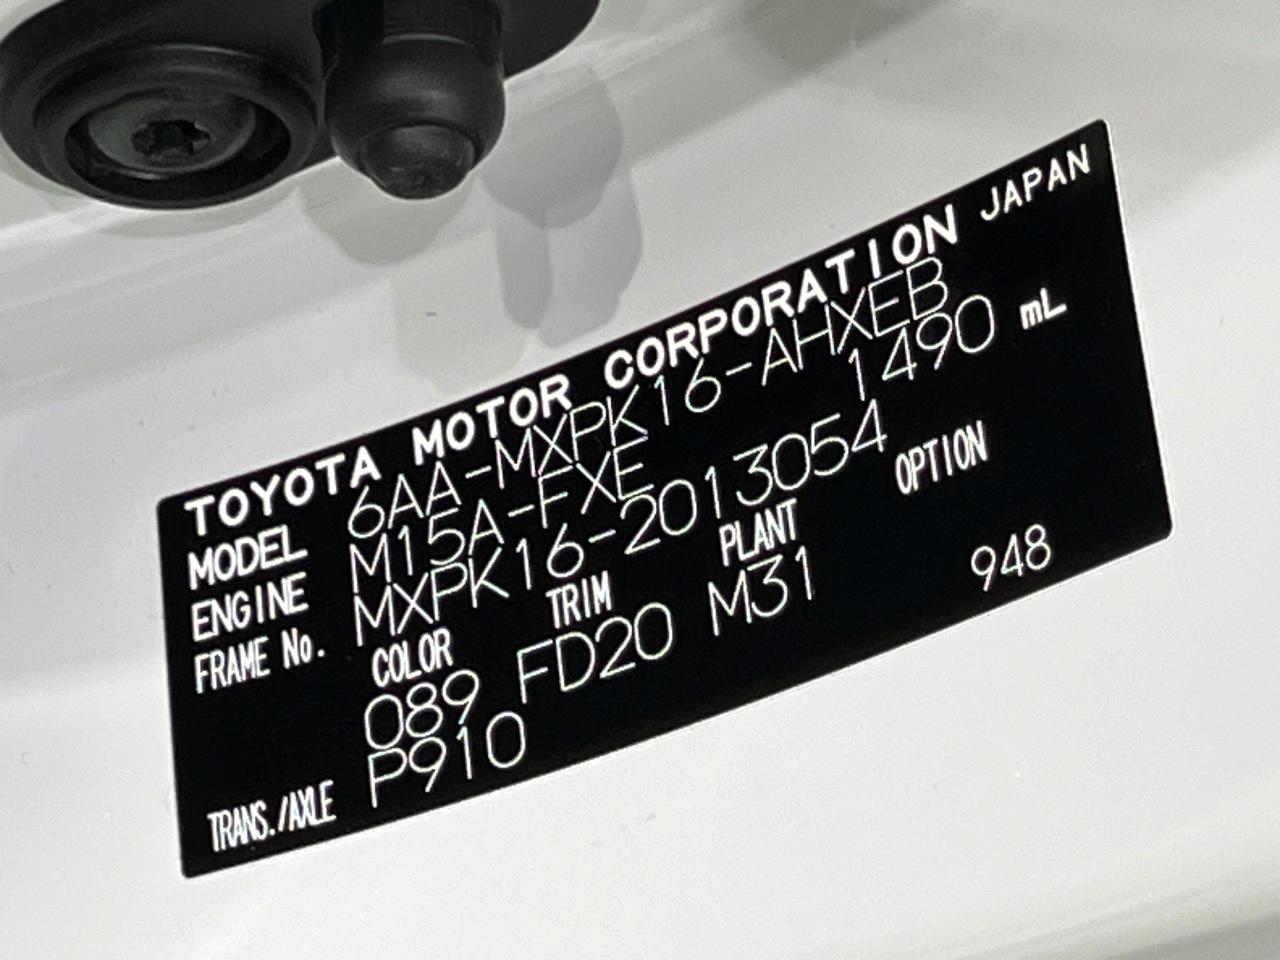 TOYOTA MOTOR CORPORATION JAPAN
MODEL 6AA-MXPK16-AHXEB
ENGINE M15A-FXE 1490 mL
FRAME No. MXPK16-2013054
COLOR TRIM PLANT OPTION
089 FD20 M31 948
TRANS./AXLE P910